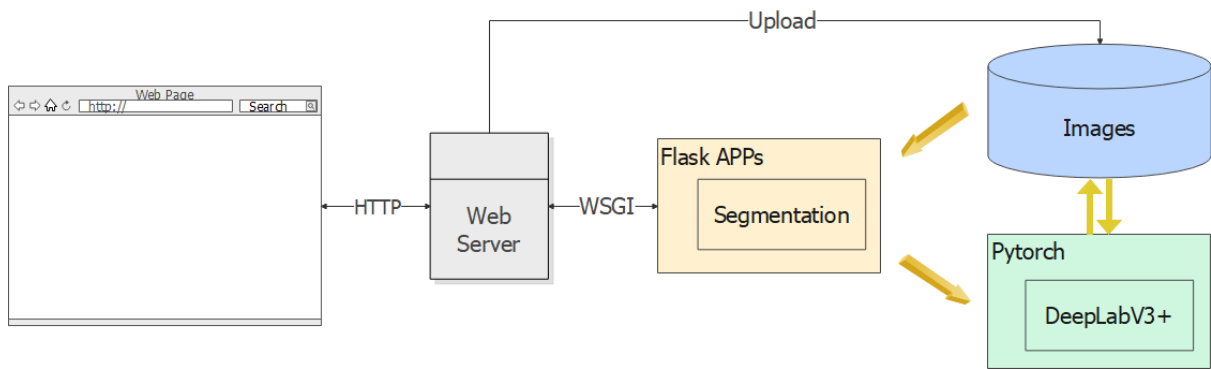 Upload
Web Page
http://
Search
Images
Flask APPs
HTTP
Web
Server
WSGI
Segmentation
Pytorch
DeepLabV3+